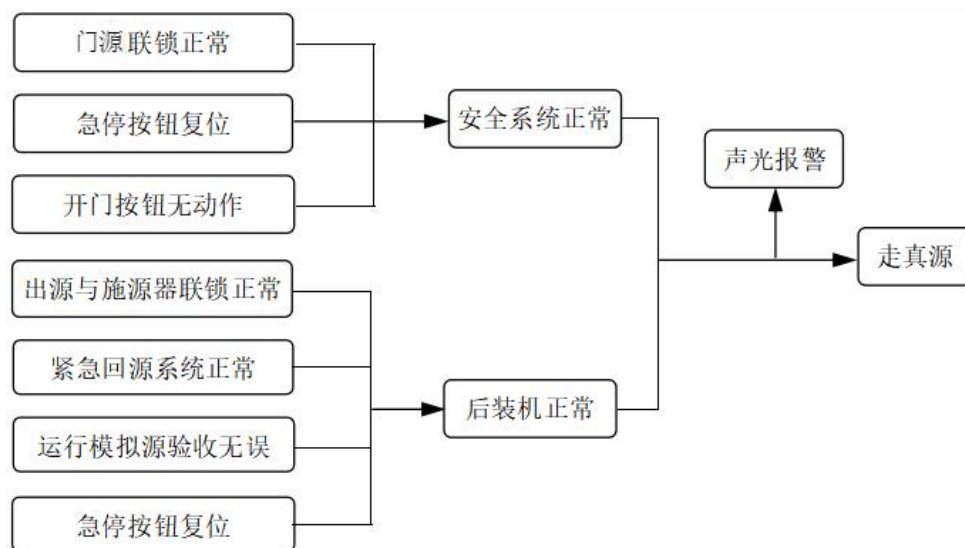 门源联锁正常
急停按钮复位
开门按钮无动作
安全系统正常
声光报警
走真源
出源与施源器联锁正常
紧急回源系统正常
运行模拟源验收无误
急停按钮复位
后装机正常